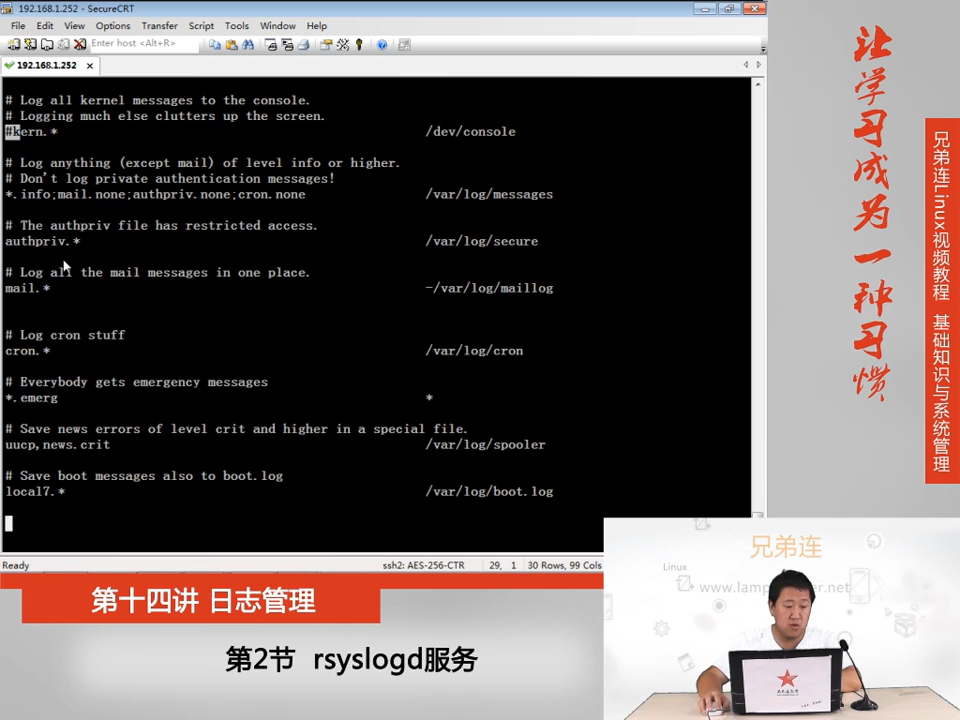 192.168.1.252 - SecureCRT
File Edit View Options Transfer Script Tools Window Help
Enter host <Alt+R>
192.168.1.252
# Log all kernel messages to the console.
# Logging much else clutters up the screen.
#kern.* /dev/console
# Log anything (except mail) of level info or higher.
# Don't log private authentication messages!
*.info;mail.none;authpriv.none;cron.none /var/log/messages
# The authpriv file has restricted access.
authpriv.* /var/log/secure
# Log all the mail messages in one place.
mail.* -/var/log/maillog
# Log cron stuff
cron.* /var/log/cron
# Everybody gets emergency messages
*.emerg *
# Save news errors of level crit and higher in a special file.
uucp,news.crit /var/log/spooler
# Save boot messages also to boot.log
local7.* /var/log/boot.log
Ready ssh2: AES-256-CTR 29, 1 30 Rows, 99 Cols
让学习成为一种习惯
兄弟连Linux视频教程 基础知识与系统管理
第十四讲 日志管理
第2节 rsyslogd服务
兄弟连
Linux